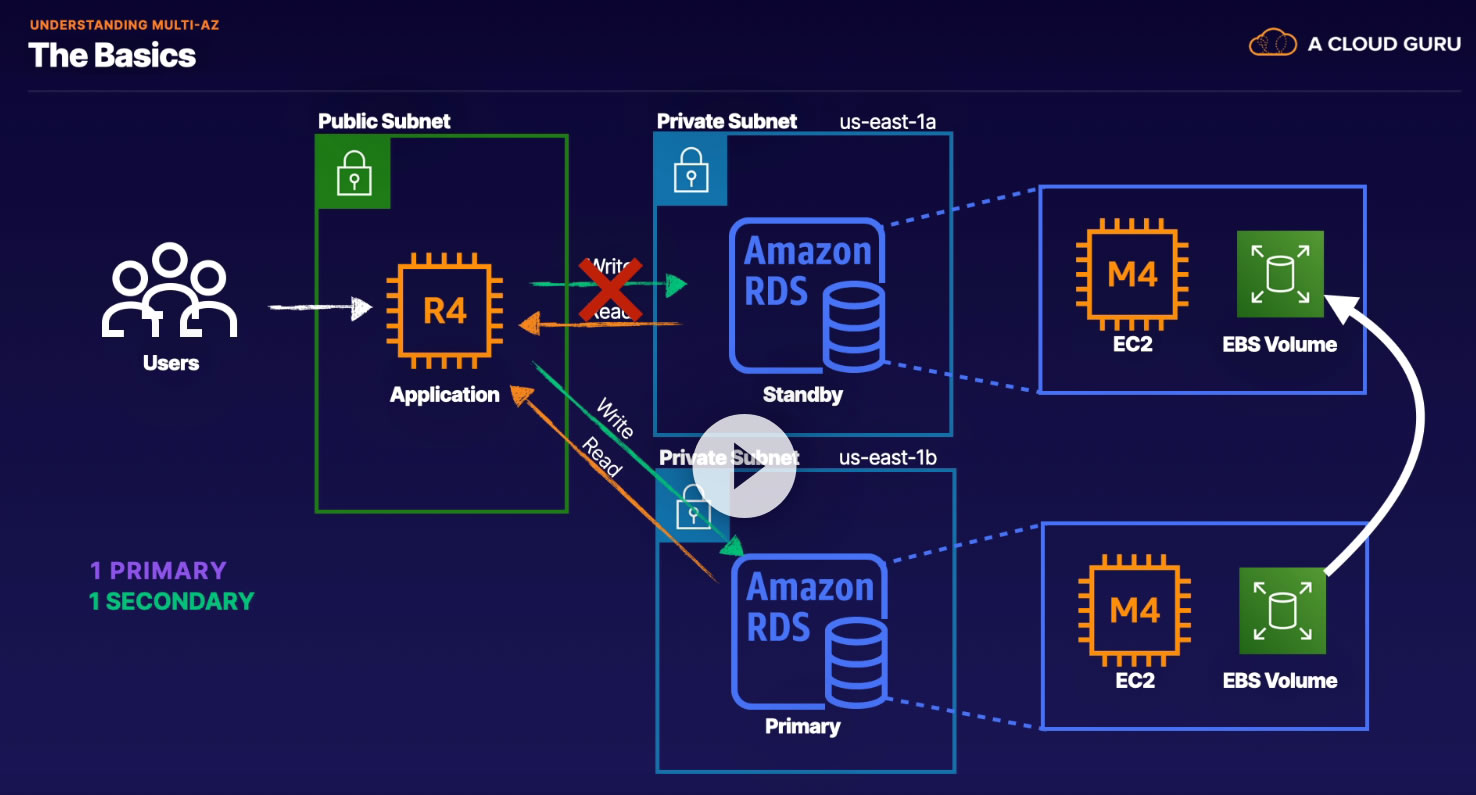 UNDERSTANDING MULTI-AZ
The Basics
A CLOUD GURU
Public Subnet
Private Subnet
us-east-1a
Users
R4
Application
Write
Read
Amazon
RDS
Standby
M4
EC2
EBS Volume
Write
Read
Private Subnet
us-east-1b
Amazon
RDS
Primary
M4
EC2
EBS Volume
1 PRIMARY
1 SECONDARY